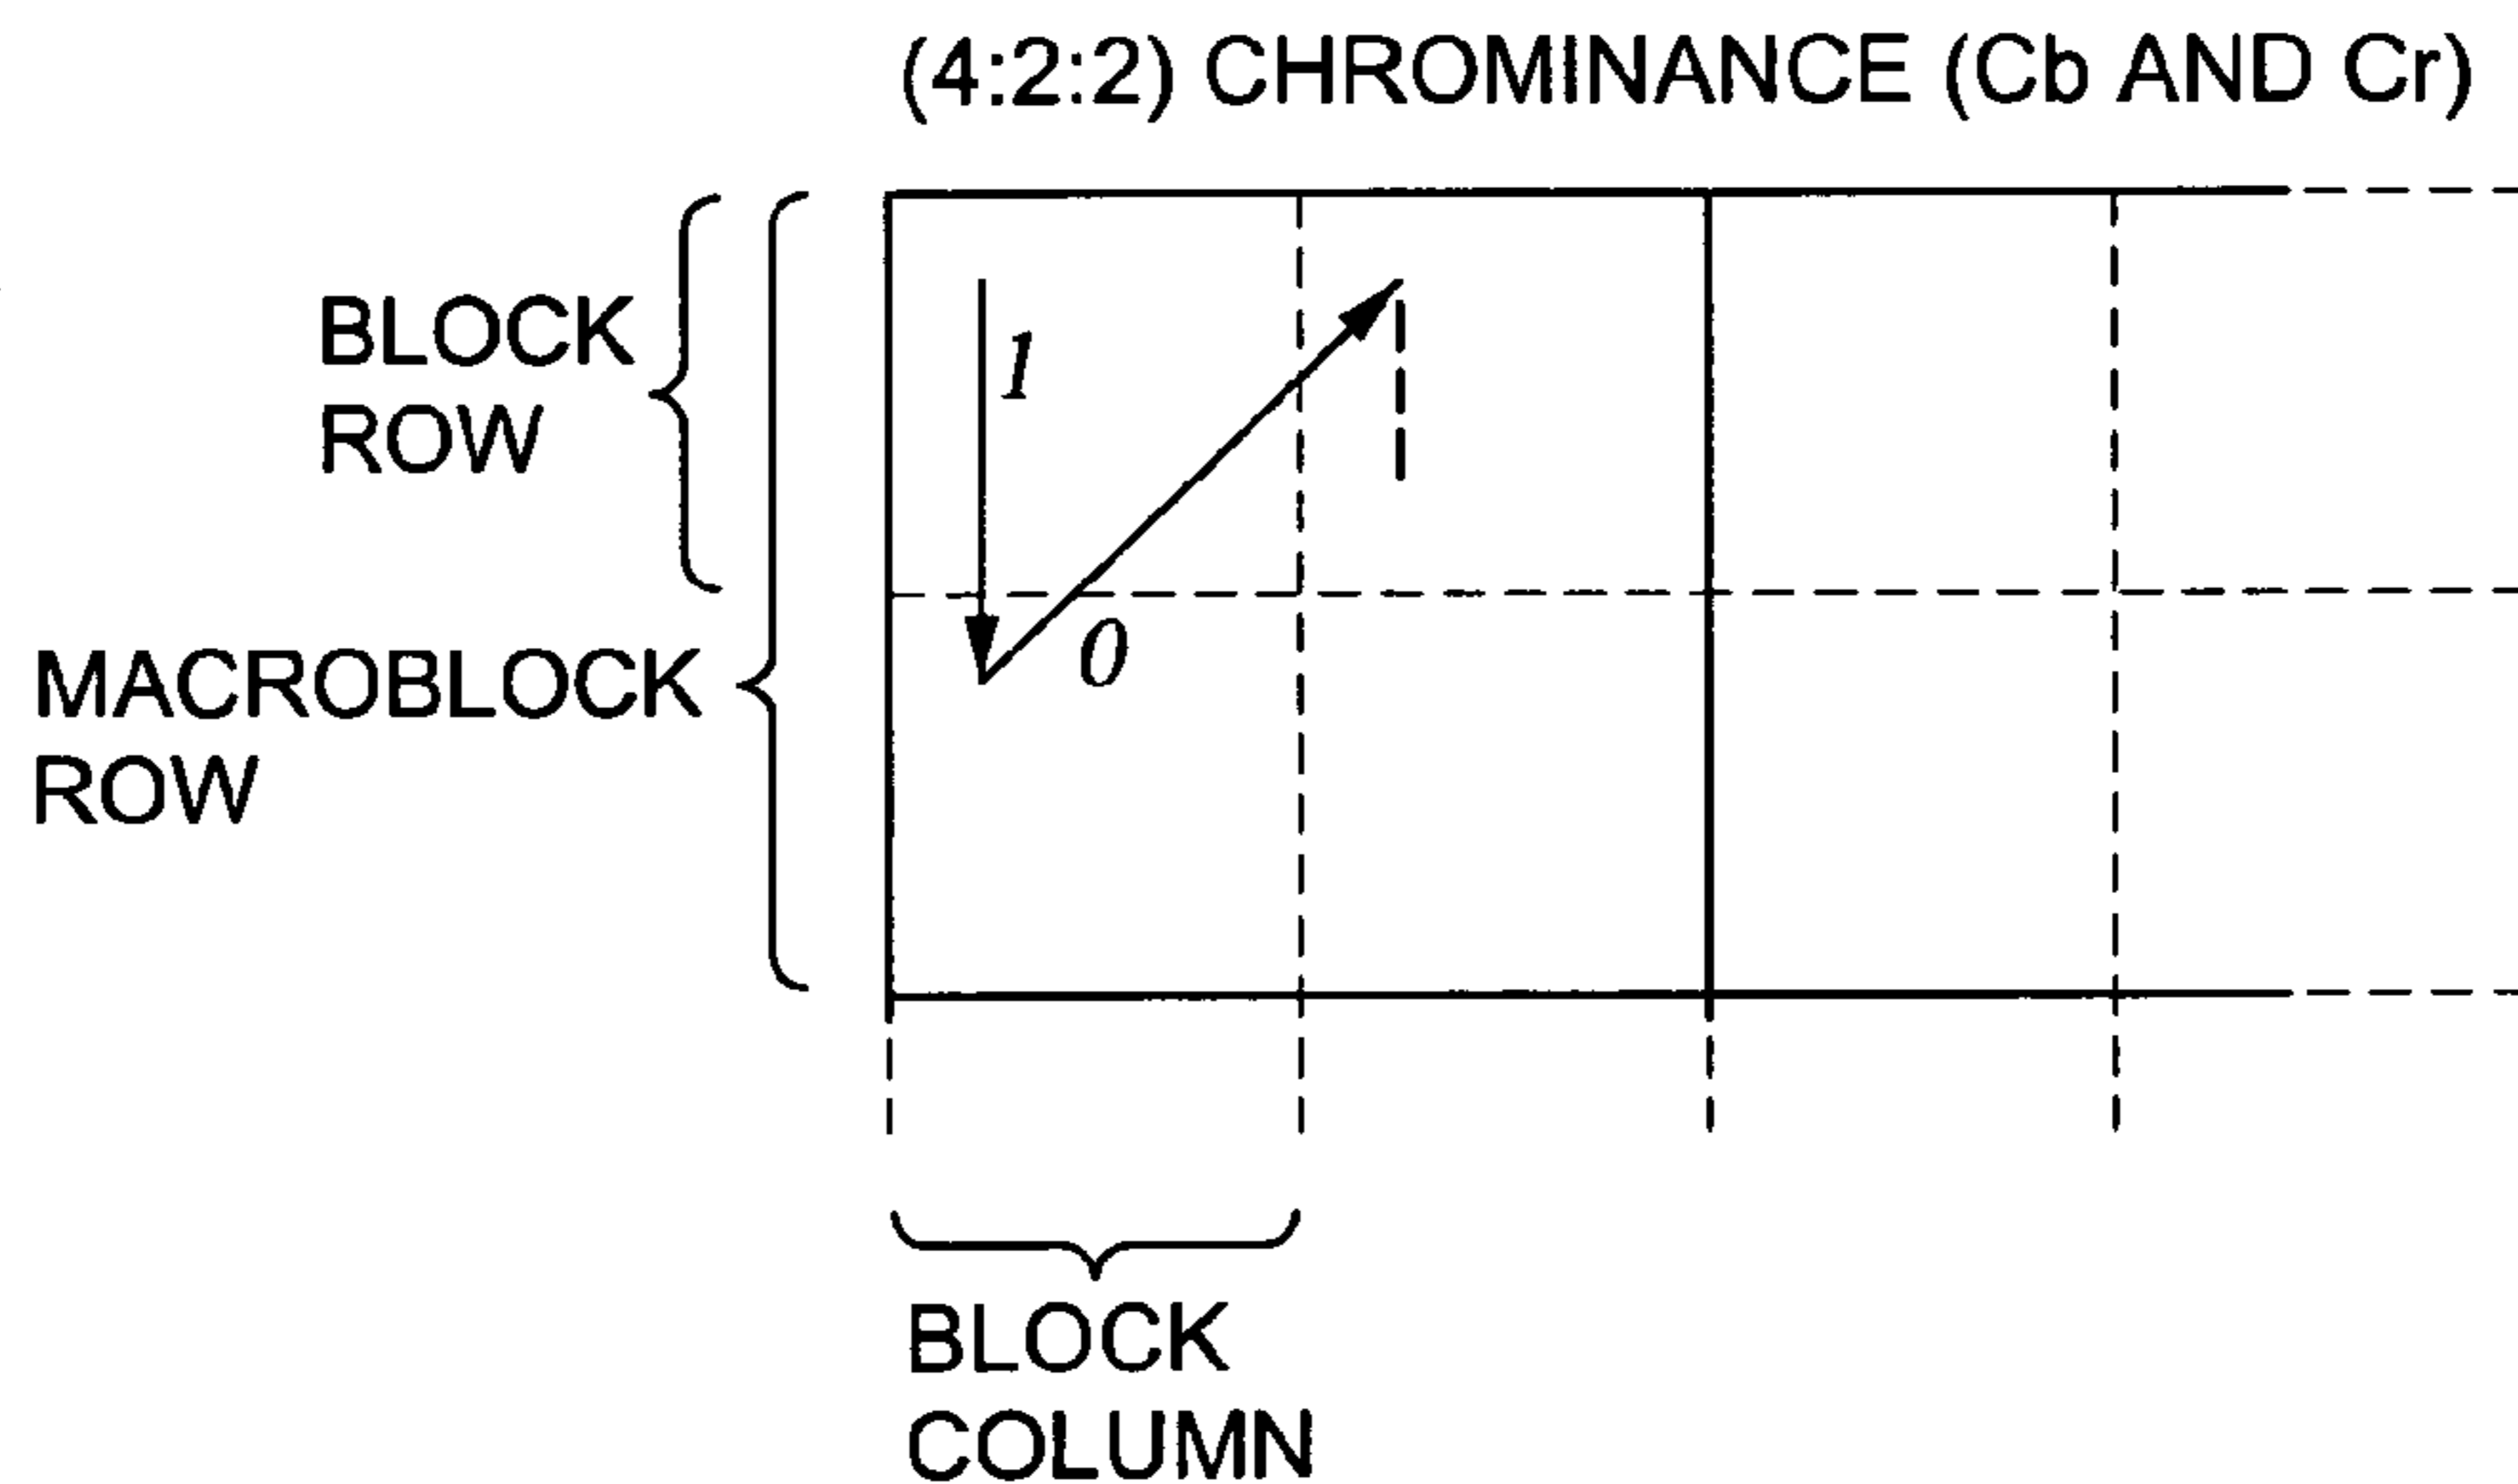 (4:2:2) CHROMINANCE (Cb AND Cr)
BLOCK
ROW
1
0
MACROBLOCK
ROW
BLOCK
COLUMN